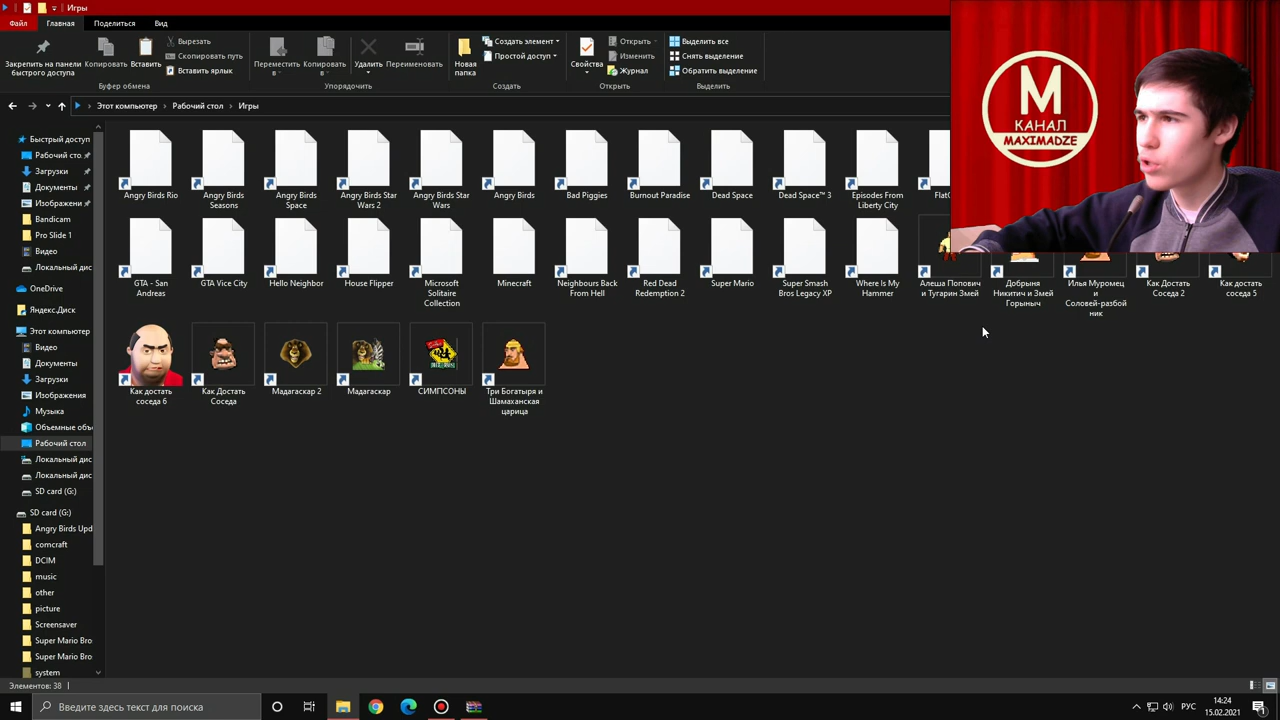 Игры
Файл Главная Поделиться Вид
Закрепить на панели быстрого доступа
Копировать
Вставить
Вырезать
Скопировать путь
Вставить ярлык
Переместить в
Копировать в
Удалить
Переименовать
Новая папка
Создать элемент
Простой доступ
Свойства
Открыть
Изменить
Журнал
Выделить все
Снять выделение
Обратить выделение
Буфер обмена Упорядочить Создать Открыть Выделить
М
КАНАЛ
MAXIMADZE
Этот компьютер Рабочий стол Игры
Быстрый доступ
Рабочий сто
Загрузки
Документы
Изображени
Bandicam
Pro Slide 1
Видео
Локальный дис
OneDrive
Яндекс.Диск
Этот компьютер
Видео
Документы
Загрузки
Изображения
Музыка
Объемные объ
Рабочий стол
Локальный дис
Локальный дис
SD card (G:)
SD card (G:)
Angry Birds Upd
comcraft
DCIM
music
other
picture
Screensaver
Super Mario Bro
Super Mario Bro
system
Angry Birds Rio
Angry Birds Seasons
Angry Birds Space
Angry Birds Star Wars 2
Angry Birds Star Wars
Angry Birds
Bad Piggies
Burnout Paradise
Dead Space
Dead Space™ 3
Episodes From Liberty City
FlatO
GTA - San Andreas
GTA Vice City
Hello Neighbor
House Flipper
Microsoft Solitaire Collection
Minecraft
Neighbours Back From Hell
Red Dead Redemption 2
Super Mario
Super Smash Bros Legacy XP
Where Is My Hammer
Алеша Попович и Тугарин Змей
Добрыня Никитич и Змей Горыныч
Илья Муромец и Соловей-разбойник
Как Достать Соседа 2
Как достать соседа 5
Как достать соседа 6
Как Достать Соседа
Мадагаскар 2
Мадагаскар
СИМПСОНЫ
Три Богатыря и Шамаханская царица
Элементов: 38
Введите здесь текст для поиска
РУС
14:24
15.02.2021